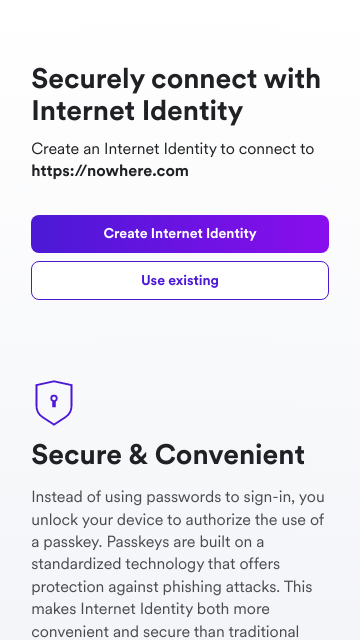 Securely connect with
Internet Identity
Create an Internet Identity to connect to
https://nowhere.com
Create Internet Identity
Use existing
Secure & Convenient
Instead of using passwords to sign-in, you
unlock your device to authorize the use of
a passkey. Passkeys are built on a
standardized technology that offers
protection against phishing attacks. This
makes Internet Identity both more
convenient and secure than traditional